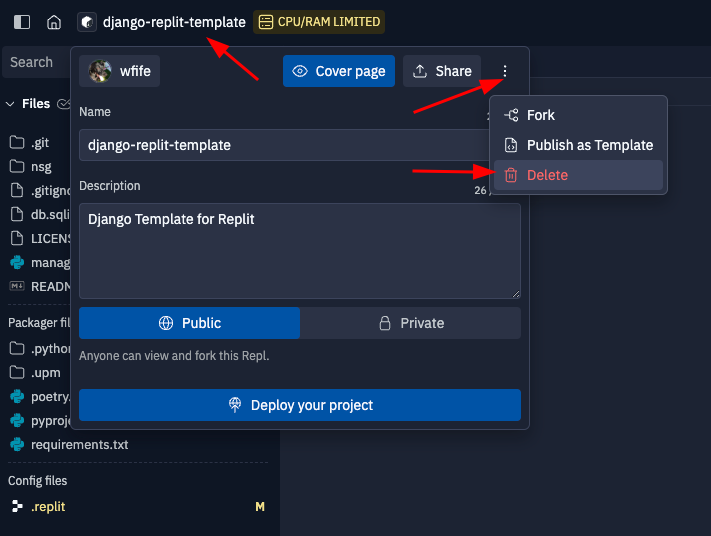 django-replit-template CPU/RAM LIMITED
Search
wfife Cover page Share
Files
Name
Fork
.git
django-replit-template
Publish as Template
nsg
Delete
Description
26
db.sqli
Django Template for Replit
LICENS
manag
READM
Public Private
Packager fil
Anyone can view and fork this Repl.
.python
.upm
poetry.
Deploy your project
pyproje
requirements.txt
Config files
.replit M